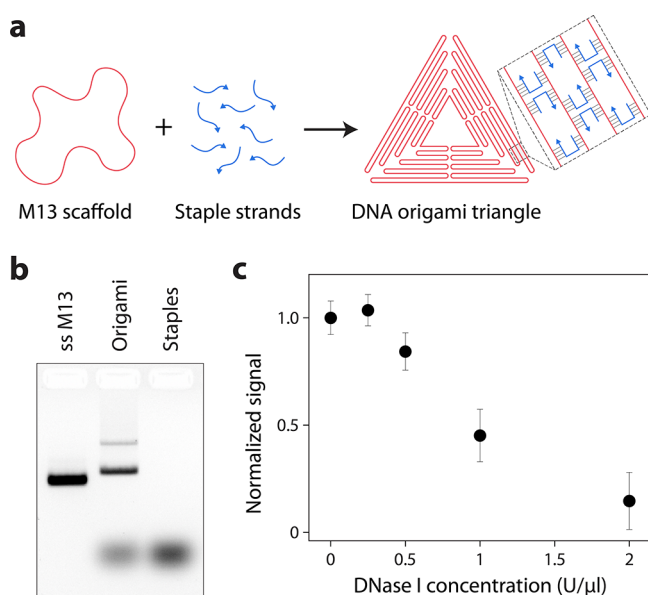 a
M13 scaffold
+
Staple strands
DNA origami triangle
b
ss M13
Origami
Staples
c
Normalized signal
1.0
0.5
0
0
0.5
1
1.5
2
DNase I concentration (U/μl)